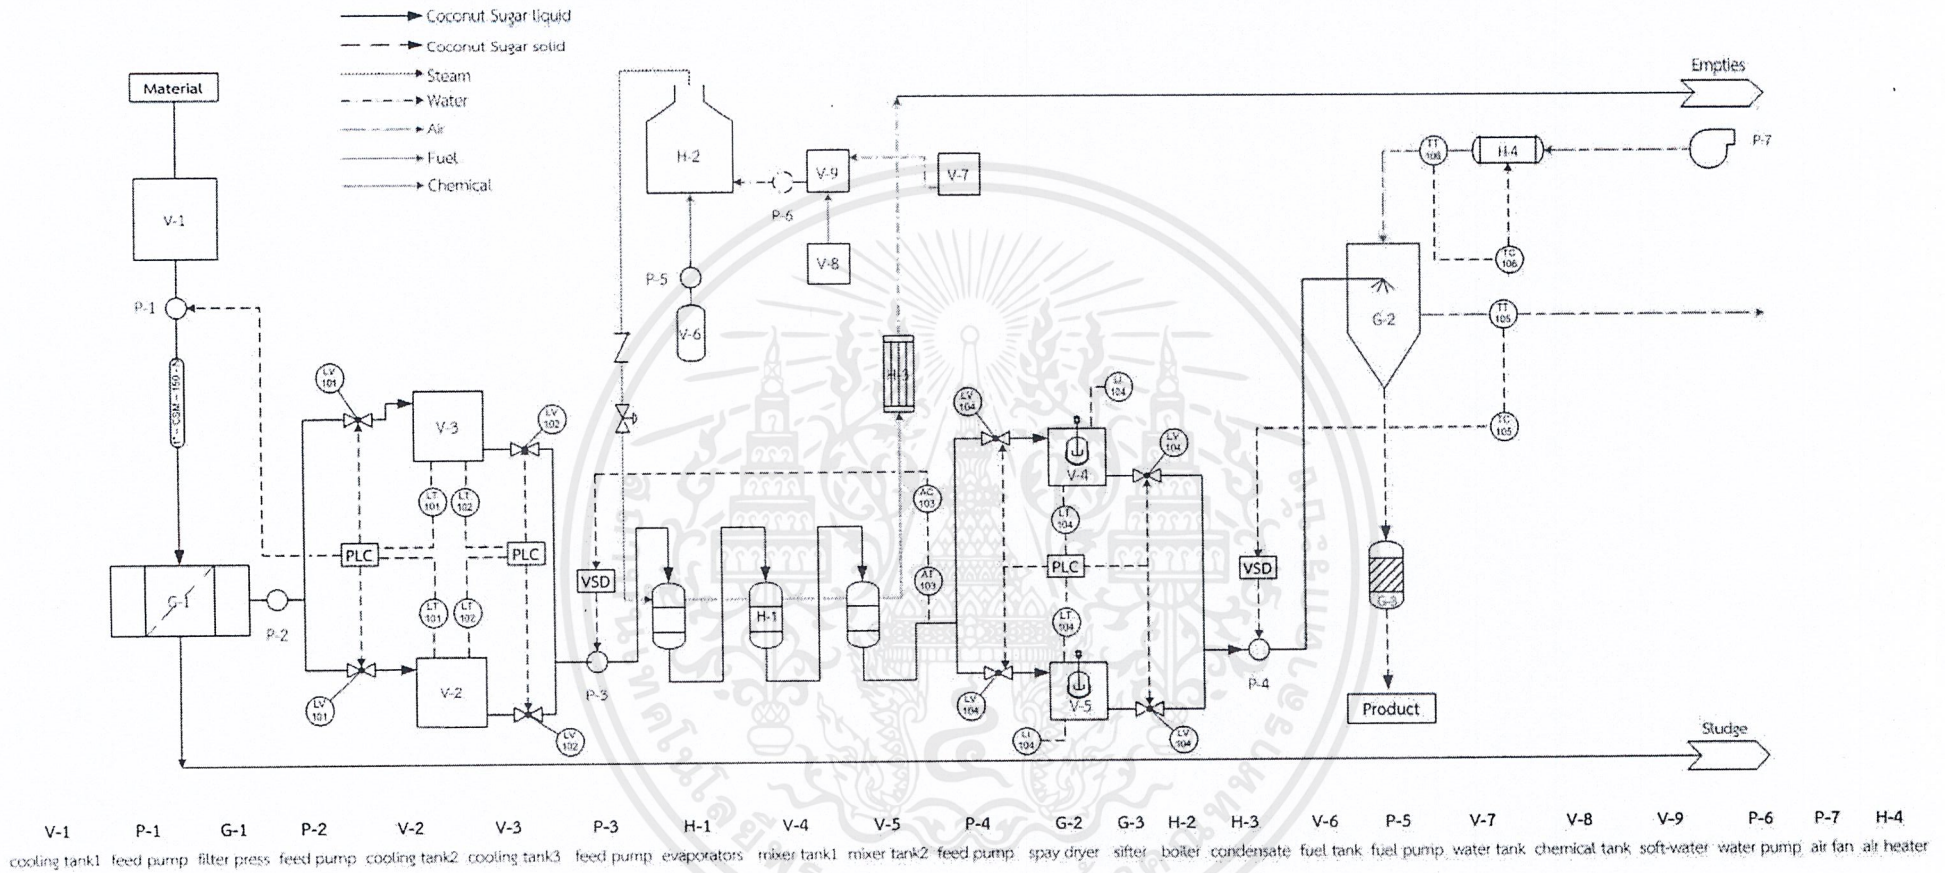 Coconut Sugar liquid
Coconut Sugar solid
Steam
Water
Air
Fuel
Chemical
Material
V-1
P-1
1" - CSM - 150 - N
G-1
P-2
LV 101
V-3
LV 102
LT 101
LT 102
PLC
PLC
LT 101
LT 102
LV 101
V-2
LV 102
H-2
V-9
V-7
P-6
V-8
P-5
V-6
H-3
VSD
P-3
H-1
AC 103
AT 103
LV 104
LI 104
V-4
LV 104
LT 104
PLC
LT 104
LV 104
V-5
LI 104
LV 104
Empties
TT 106
H-4
P-7
TC 106
G-2
TT 105
TC 105
VSD
P-4
G-3
Product
Sludge
V-1 P-1 G-1 P-2 V-2 V-3 P-3 H-1 V-4 V-5 P-4 G-2 G-3 H-2 H-3 V-6 P-5 V-7 V-8 V-9 P-6 P-7 H-4
cooling tank1 feed pump filter press feed pump cooling tank2 cooling tank3 feed pump evaporators mixer tank1 mixer tank2 feed pump spay dryer sifter boiler condensate fuel tank fuel pump water tank chemical tank soft-water water pump air fan air heater